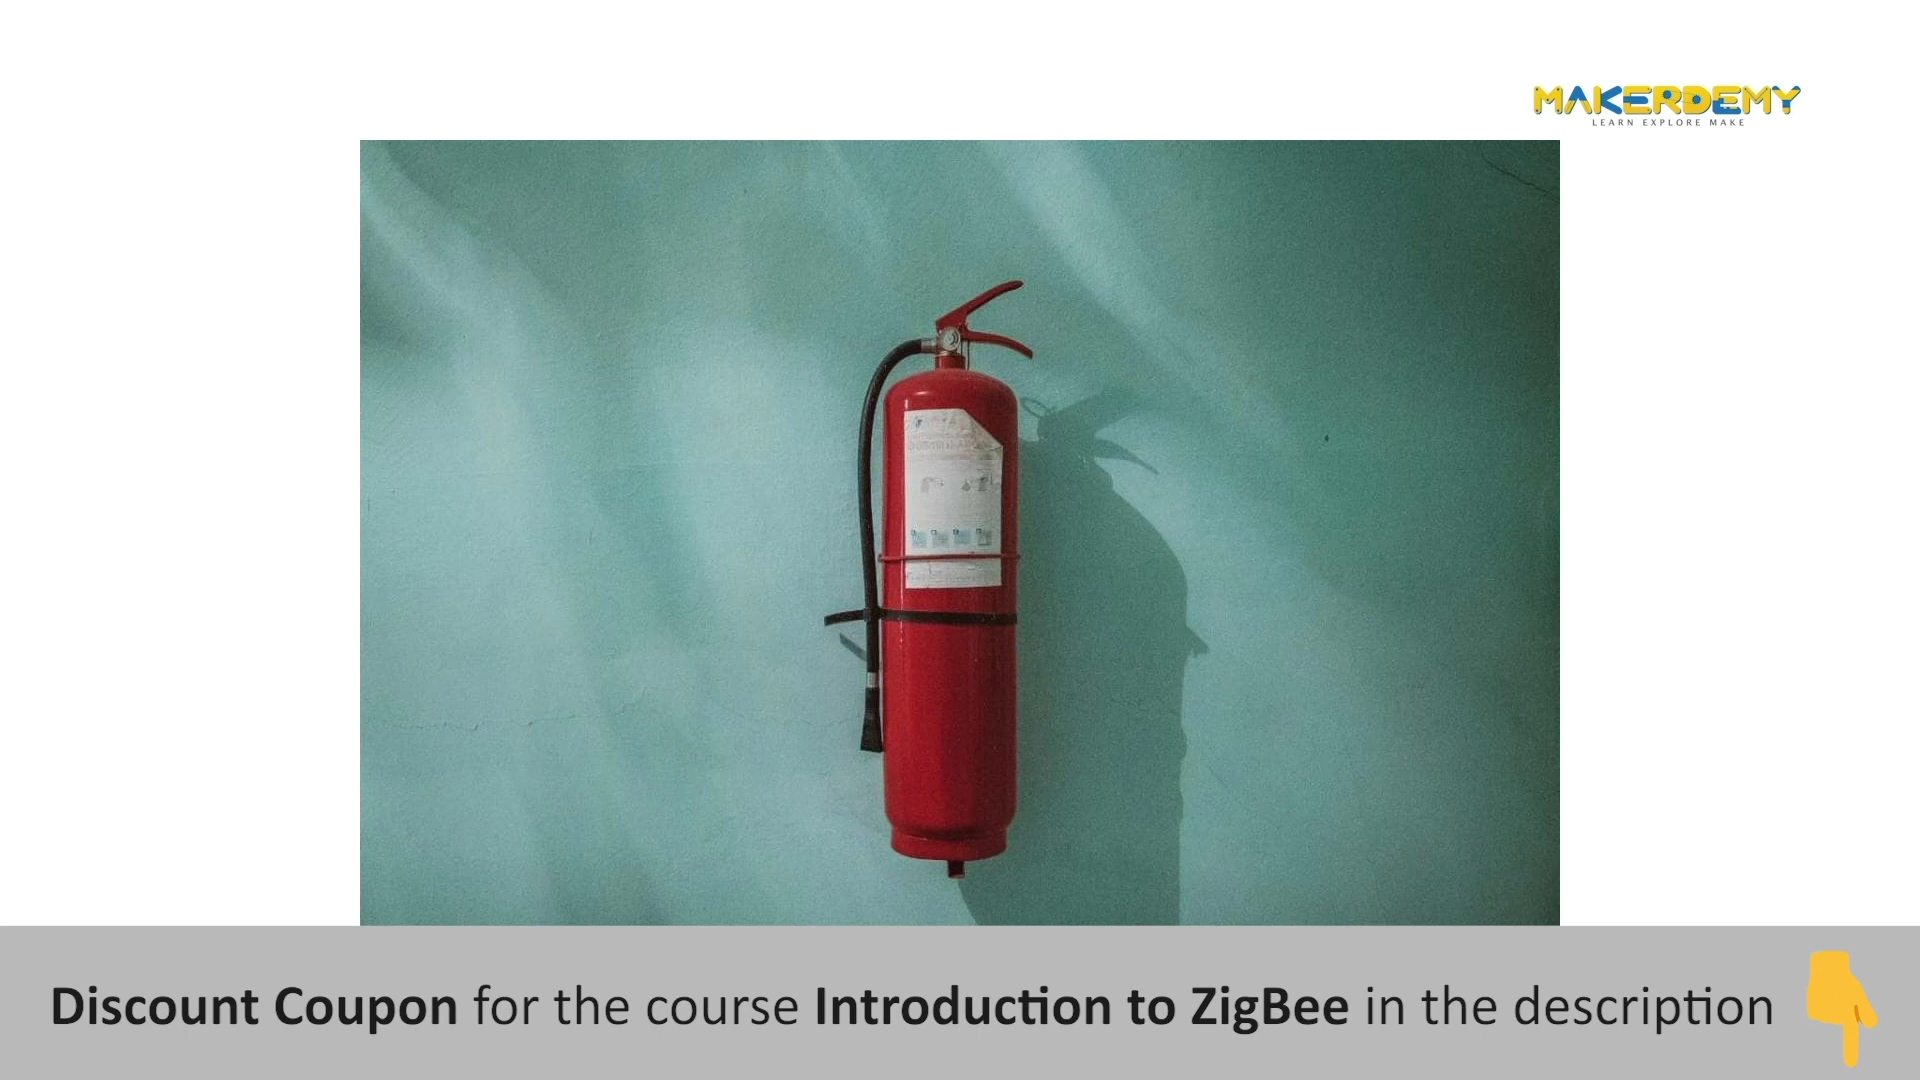 MAKERDEMY
LEARN EXPLORE MAKE
Discount Coupon for the course Introduction to ZigBee in the description